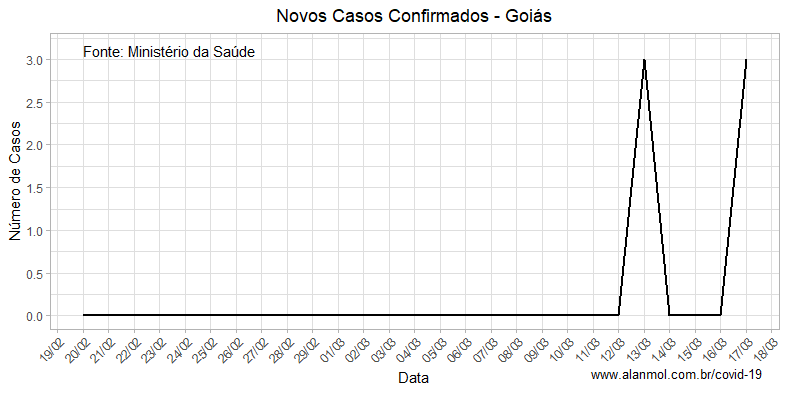 Novos Casos Confirmados - Goiás
Fonte: Ministério da Saúde
Número de Casos
3.0
2.5
2.0
1.5
1.0
0.5
0.0
19/02 20/02 21/02 22/02 23/02 24/02 25/02 26/02 27/02 28/02 29/02 01/03 02/03 03/03 04/03 05/03 06/03 07/03 08/03 09/03 10/03 11/03 12/03 13/03 14/03 15/03 16/03 17/03 18/03
Data
www.alanmol.com.br/covid-19